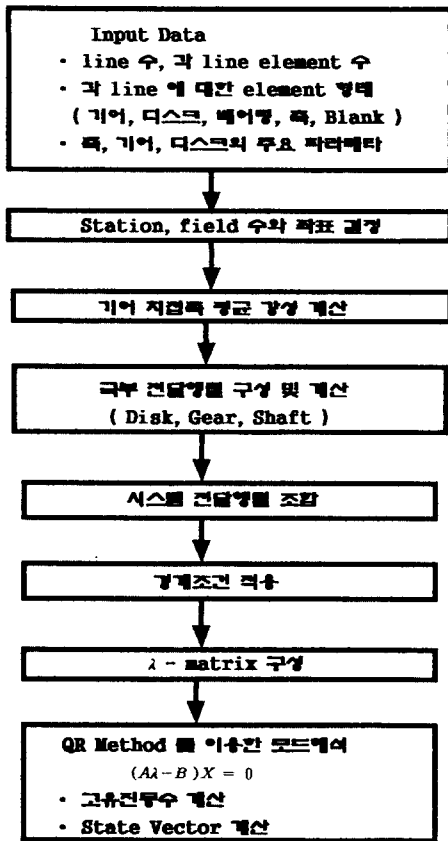 Input Data
· line 수, 각 line element 수
· 각 line 에 대한 element 형태
( 기어, 디스크, 베어링, 축, Blank )
· 축, 기어, 디스크의 주요 파라메타
Station, field 수와 좌표 결정
기어 치접촉 평균 강성 계산
국부 전달행렬 구성 및 계산
( Disk, Gear, Shaft )
시스템 전달행렬 조합
경계조건 적용
λ - matrix 구성
QR Method 를 이용한 모드해석
(Aλ-B)X = 0
· 고유진동수 계산
· State Vector 계산